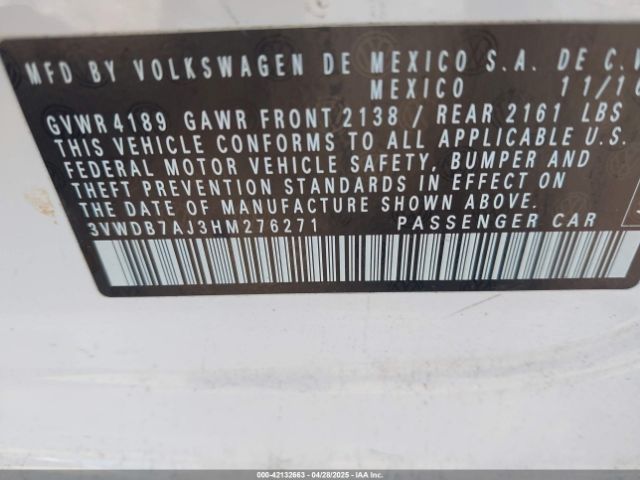 MFD BY VOLKSWAGEN DE MEXICO S.A. DE C.V
MEXICO 11/16
GVWR 4189 GAWR FRONT 2138 / REAR 2161 LBS
THIS VEHICLE CONFORMS TO ALL APPLICABLE U.S.
FEDERAL MOTOR VEHICLE SAFETY, BUMPER AND
THEFT PREVENTION STANDARDS IN EFFECT ON
THE DATE OF MANUFACTURE SHOWN ABOVE.
3VWDB7AJ3HM276271 PASSENGER CAR
000-42132663 - 04/28/2025 - IAA Inc.